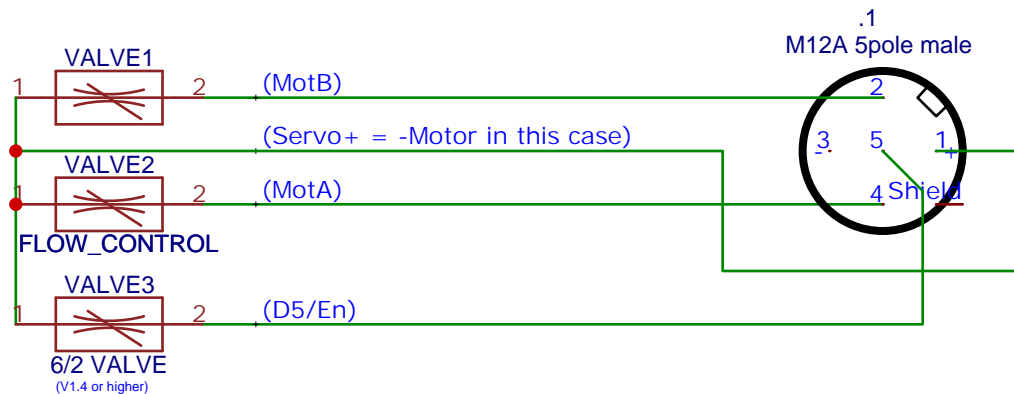 .1
M12A 5pole male
VALVE1
1 2 (MotB) 2
(Servo+ = -Motor in this case) 3 5 1
- +
VALVE2
1 2 (MotA) 4 Shield
FLOW_CONTROL
VALVE3
1 2 (D5/En)
6/2 VALVE
(V1.4 or higher)